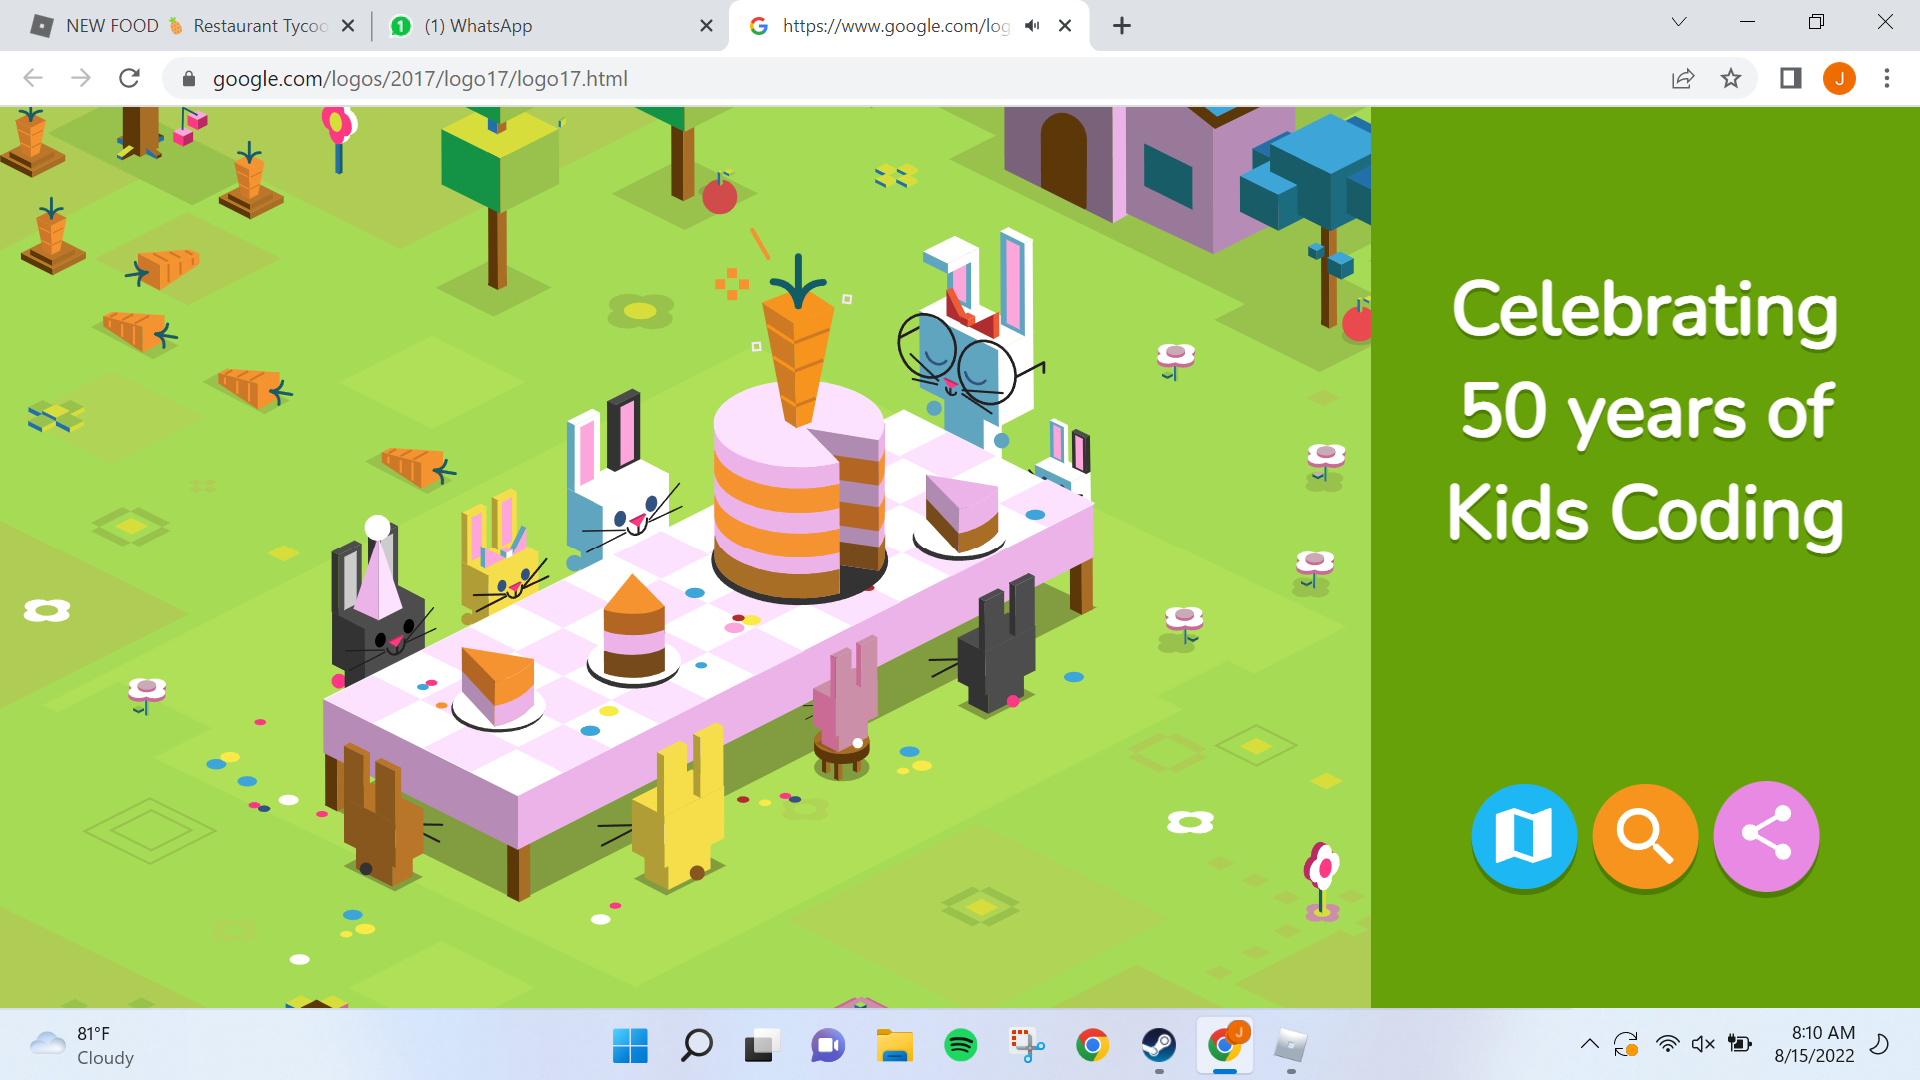 NEW FOOD 🍍 Restaurant Tycoo
(1) WhatsApp
https://www.google.com/log
google.com/logos/2017/logo17/logo17.html
J
Celebrating
50 years of
Kids Coding
81°F
Cloudy
J
8:10 AM
8/15/2022